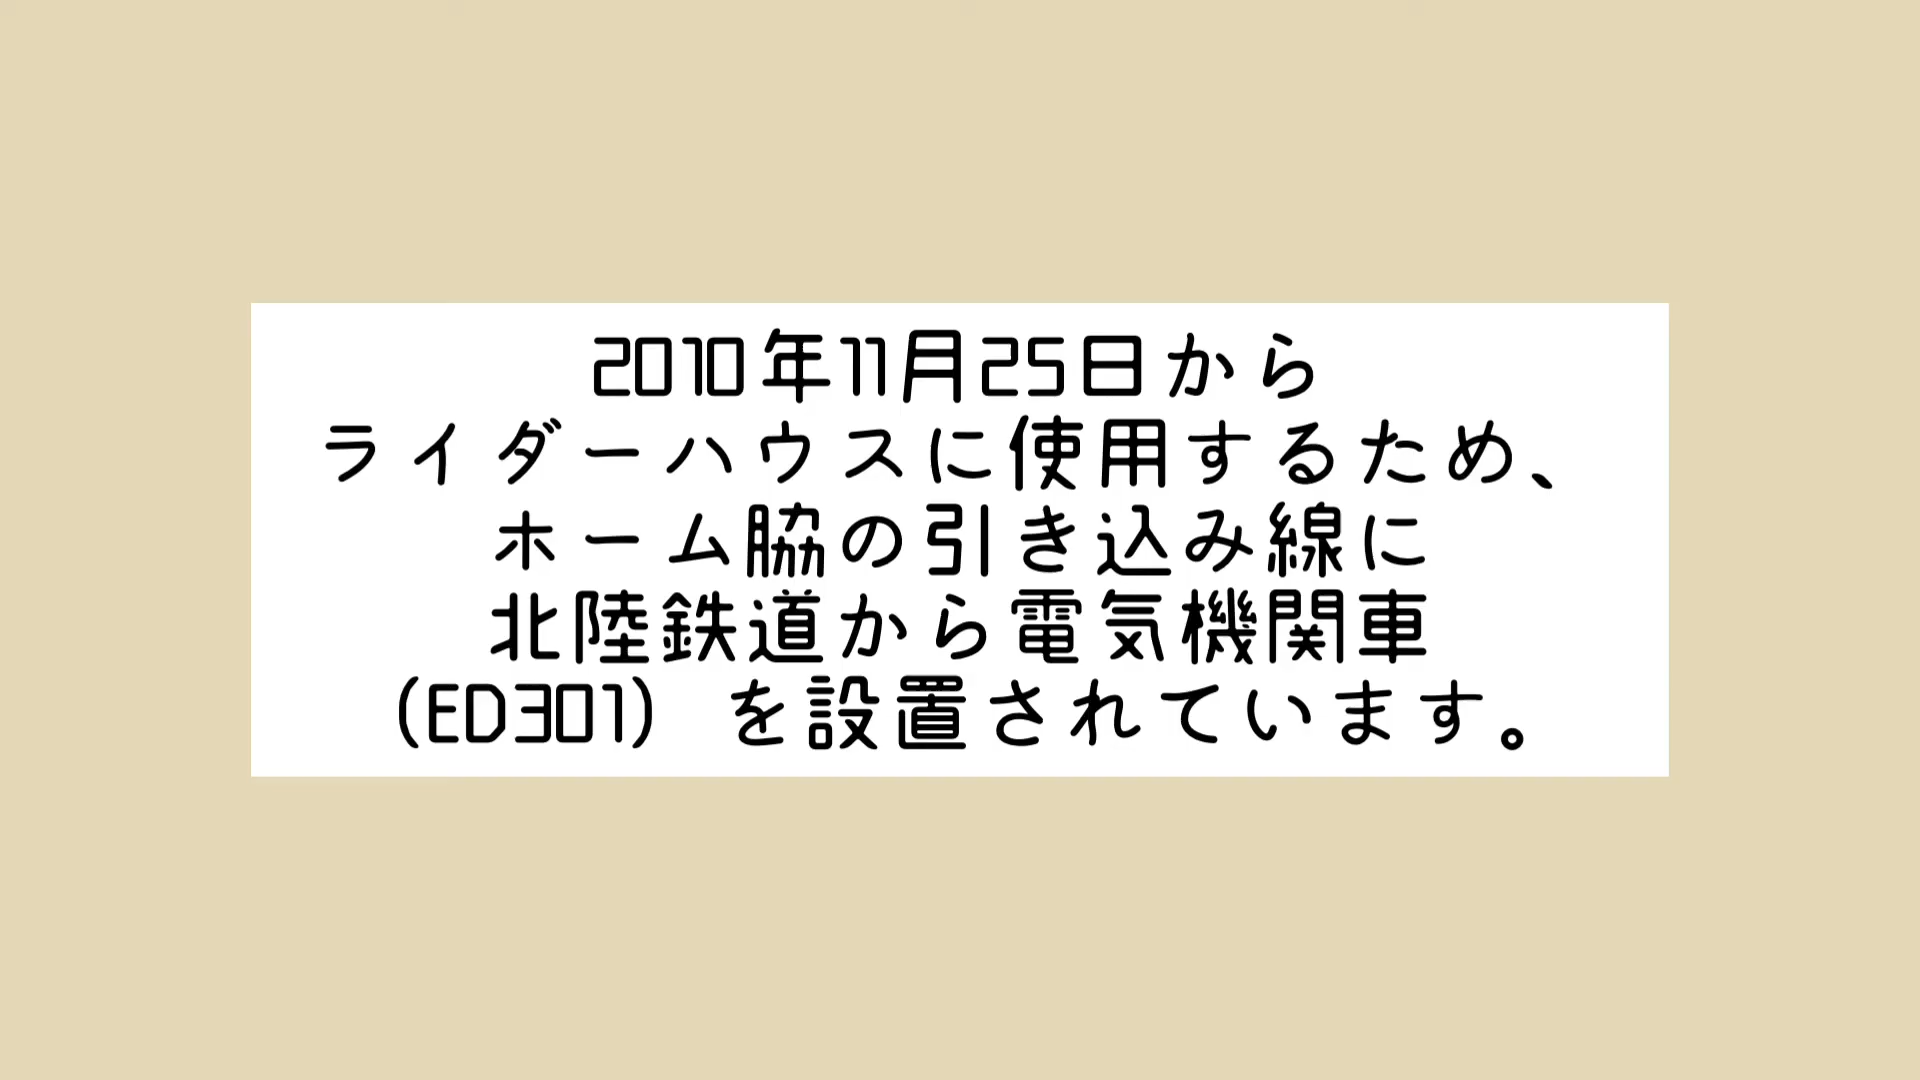 2010年11月25日から
ライダーハウスに使用するため、
ホーム脇の引き込み線に
北陸鉄道から電気機関車
(ED301) を設置されています。